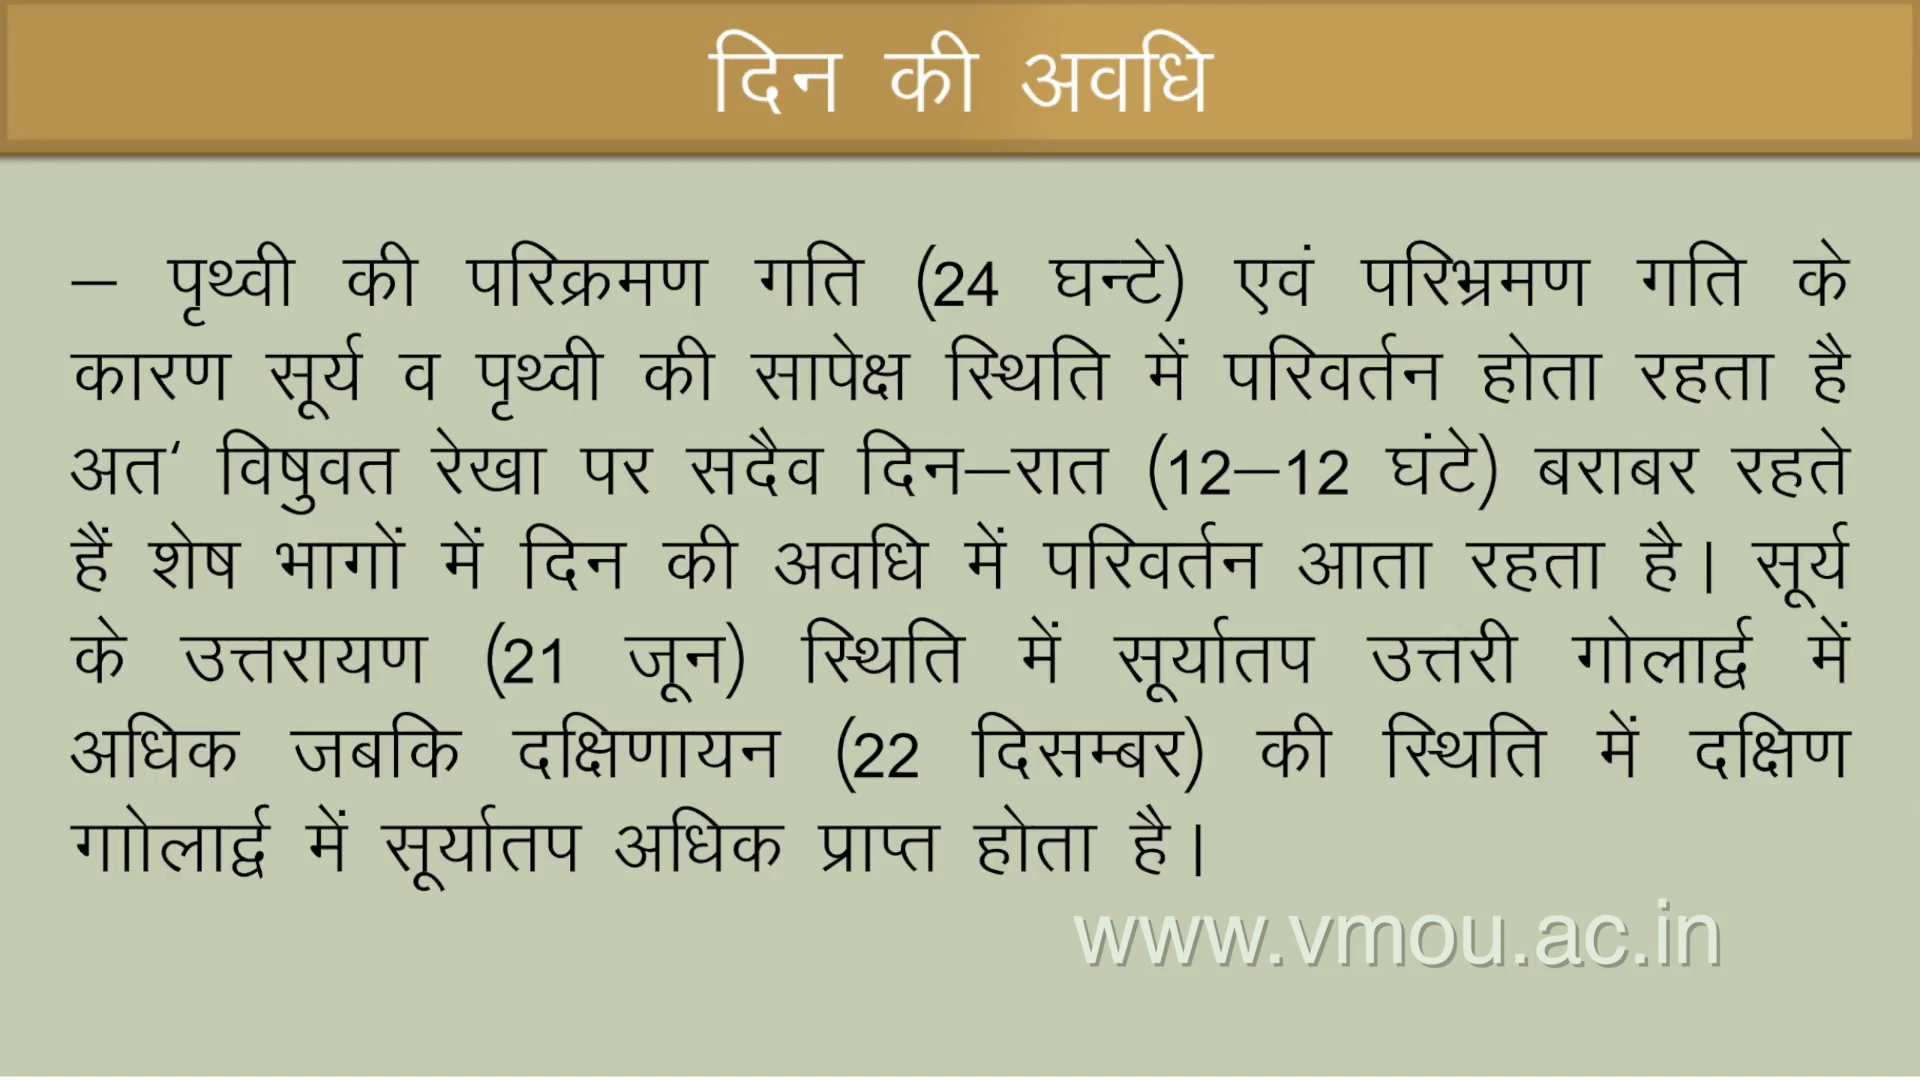 दिन की अवधि
– पृथ्वी की परिक्रमण गति (24 घन्टे) एवं परिभ्रमण गति के
कारण सूर्य व पृथ्वी की सापेक्ष स्थिति में परिवर्तन होता रहता है
अत‘ विषुवत रेखा पर सदैव दिन–रात (12–12 घंटे) बराबर रहते
हैं शेष भागों में दिन की अवधि में परिवर्तन आता रहता है। सूर्य
के उत्तरायण (21 जून) स्थिति में सूर्यातप उत्तरी गोलार्द्व में
अधिक जबकि दक्षिणायन (22 दिसम्बर) की स्थिति में दक्षिण
गाोलार्द्व में सूर्यातप अधिक प्राप्त होता है।
www.vmou.ac.in